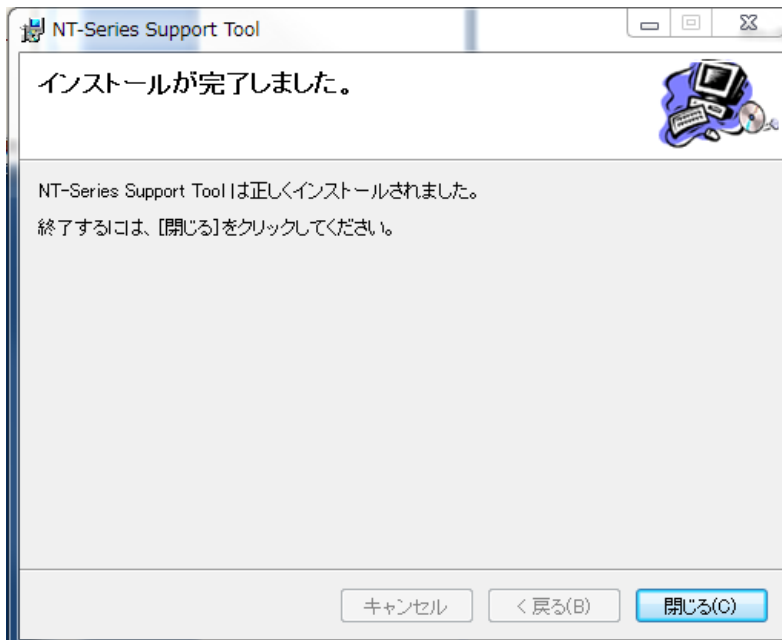 NT-Series Support Tool
インストールが完了しました。
NT-Series Support Tool は正しくインストールされました。
終了するには、[閉じる]をクリックしてください。
キャンセル
< 戻る(B)
閉じる(C)